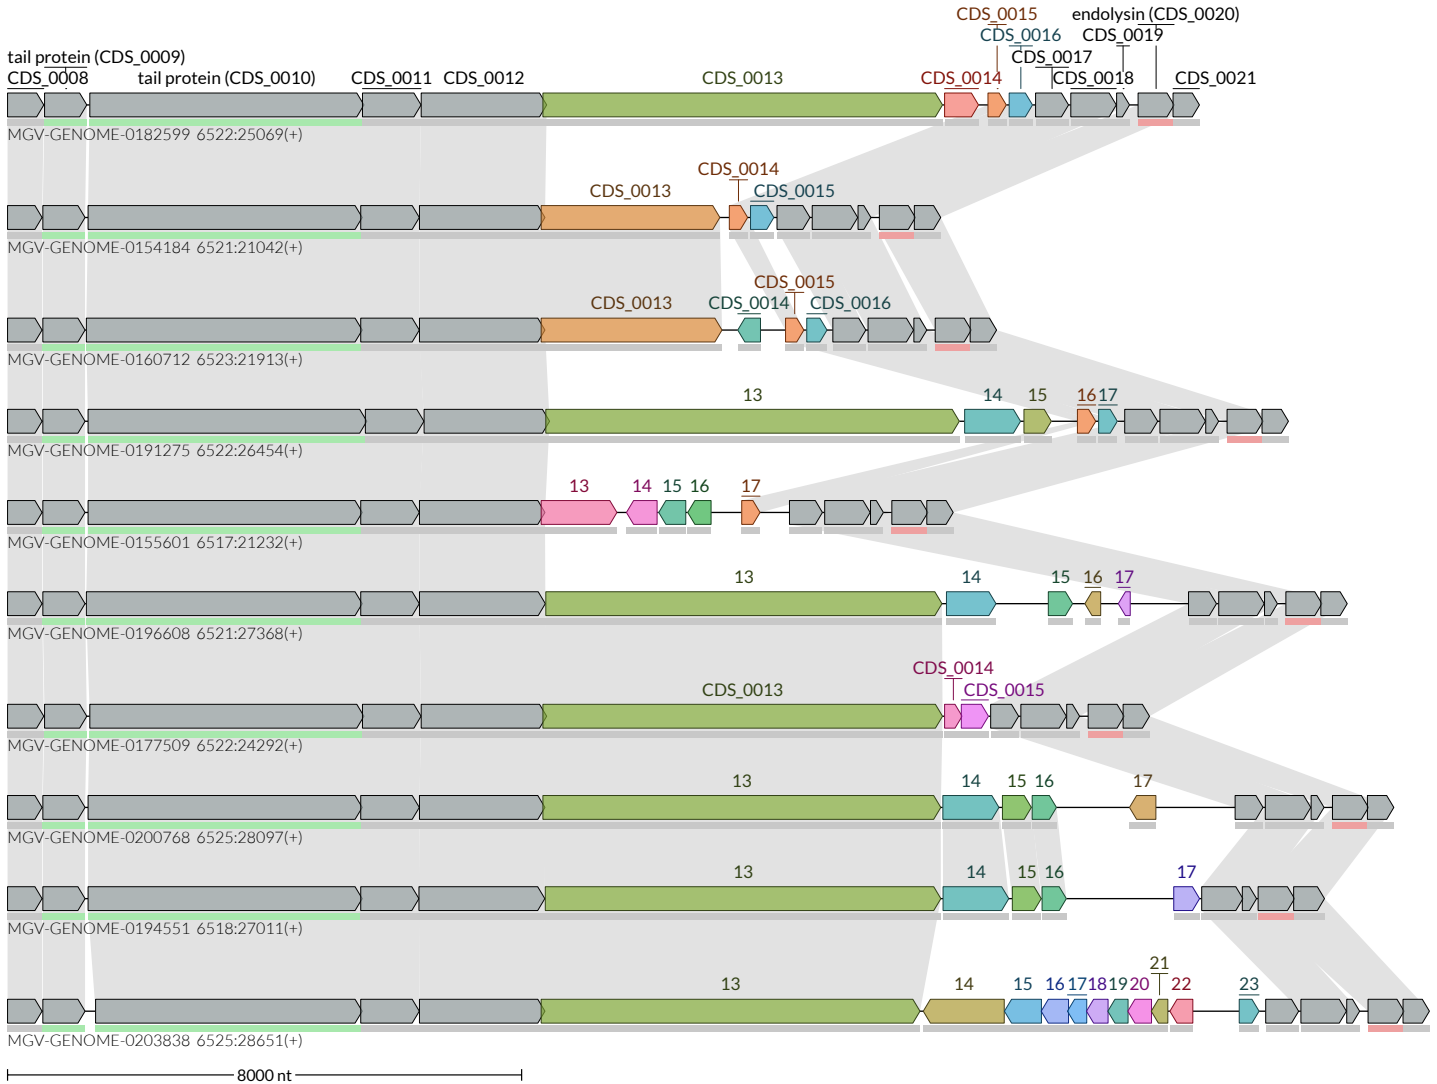 CDS_0015
endolysin (CDS_0020)
CDS_0016
CDS_0019
tail protein (CDS_0009)
CDS_0017
CDS_0008
tail protein (CDS_0010)
CDS_0011
CDS_0012
CDS_0013
CDS_0014
CDS_0018
CDS_0021
MGV-GENOME-0182599 6522:25069(+)
CDS_0014
CDS_0013
CDS_0015
MGV-GENOME-0154184 6521:21042(+)
CDS_0015
CDS_0013
CDS_0014
CDS_0016
MGV-GENOME-0160712 6523:21913(+)
13 14 15 16 17
MGV-GENOME-0191275 6522:26454(+)
13 14 15 16 17
MGV-GENOME-0155601 6517:21232(+)
13 14 15 16 17
MGV-GENOME-0196608 6521:27368(+)
CDS_0014
CDS_0013
CDS_0015
MGV-GENOME-0177509 6522:24292(+)
13 14 15 16 17
MGV-GENOME-0200768 6525:28097(+)
13 14 15 16 17
MGV-GENOME-0194551 6518:27011(+)
21
13 14 15 16 17 18 19 20 22 23
MGV-GENOME-0203838 6525:28651(+)
8000 nt